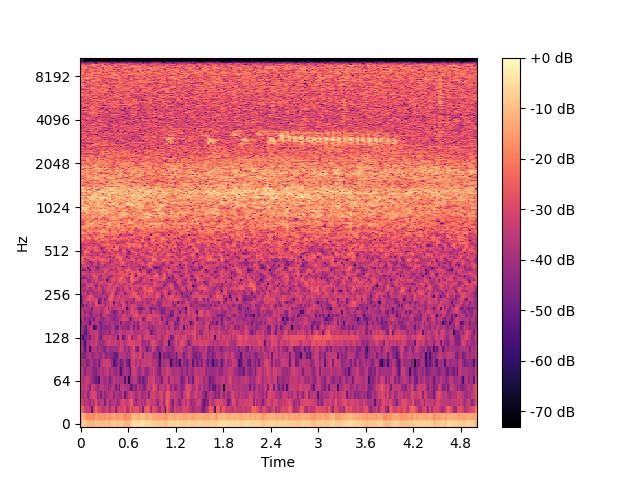 8192
4096
2048
1024
512
256
128
64
0
Hz
0 0.6 1.2 1.8 2.4 3 3.6 4.2 4.8
Time
+0 dB
-10 dB
-20 dB
-30 dB
-40 dB
-50 dB
-60 dB
-70 dB